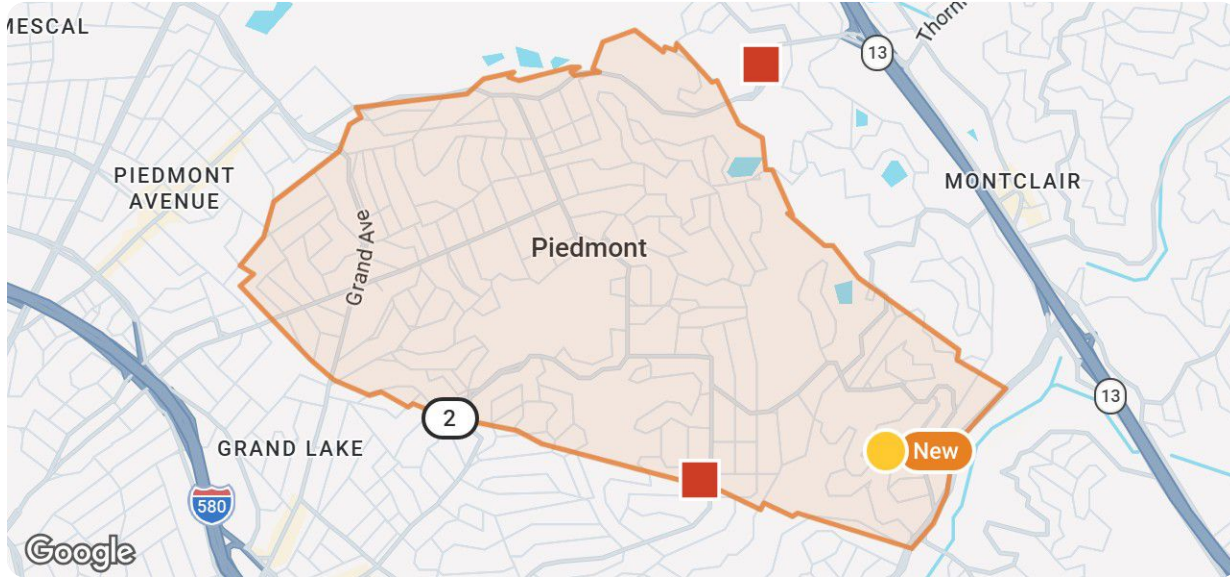 MESCAL
13
Thorn
PIEDMONT
AVENUE
MONTCLAIR
Grand Ave
Piedmont
2
13
GRAND LAKE
New
580
Google